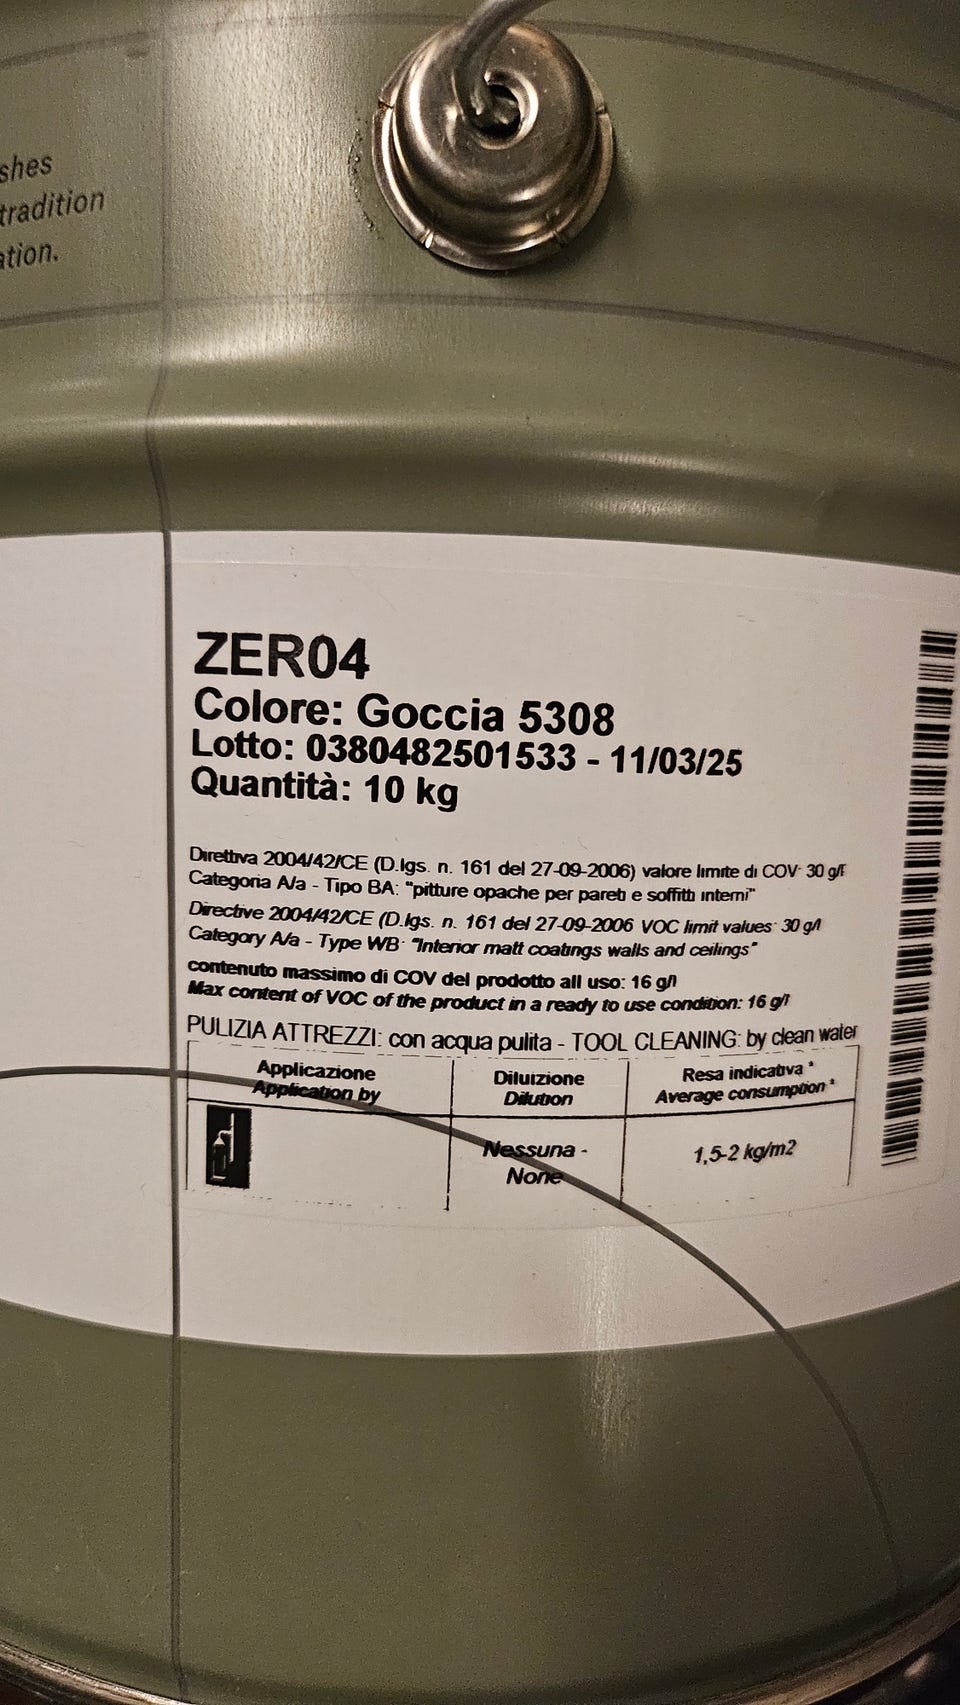 shes
tradition
ation.
ZER04
Colore: Goccia 5308
Lotto: 0380482501533 - 11/03/25
Quantità: 10 kg
Direttiva 2004/42/CE (D.lgs. n. 161 del 27-09-2006) valore limite di COV: 30 g/l
Categoria A/a - Tipo BA: "pitture opache per pareti e soffitti interni"
Directive 2004/42/CE (D.lgs. n. 161 del 27-09-2006 VOC limit values: 30 g/l
Category A/a - Type WB: "Interior matt coatings walls and ceilings"
contenuto massimo di COV del prodotto all uso: 16 g/l
Max content of VOC of the product in a ready to use condition: 16 g/l
PULIZIA ATTREZZI: con acqua pulita - TOOL CLEANING: by clean water
Applicazione Diluizione Resa indicativa *
Application by Dilution Average consumption *
Nessuna - 1,5-2 kg/m2
None